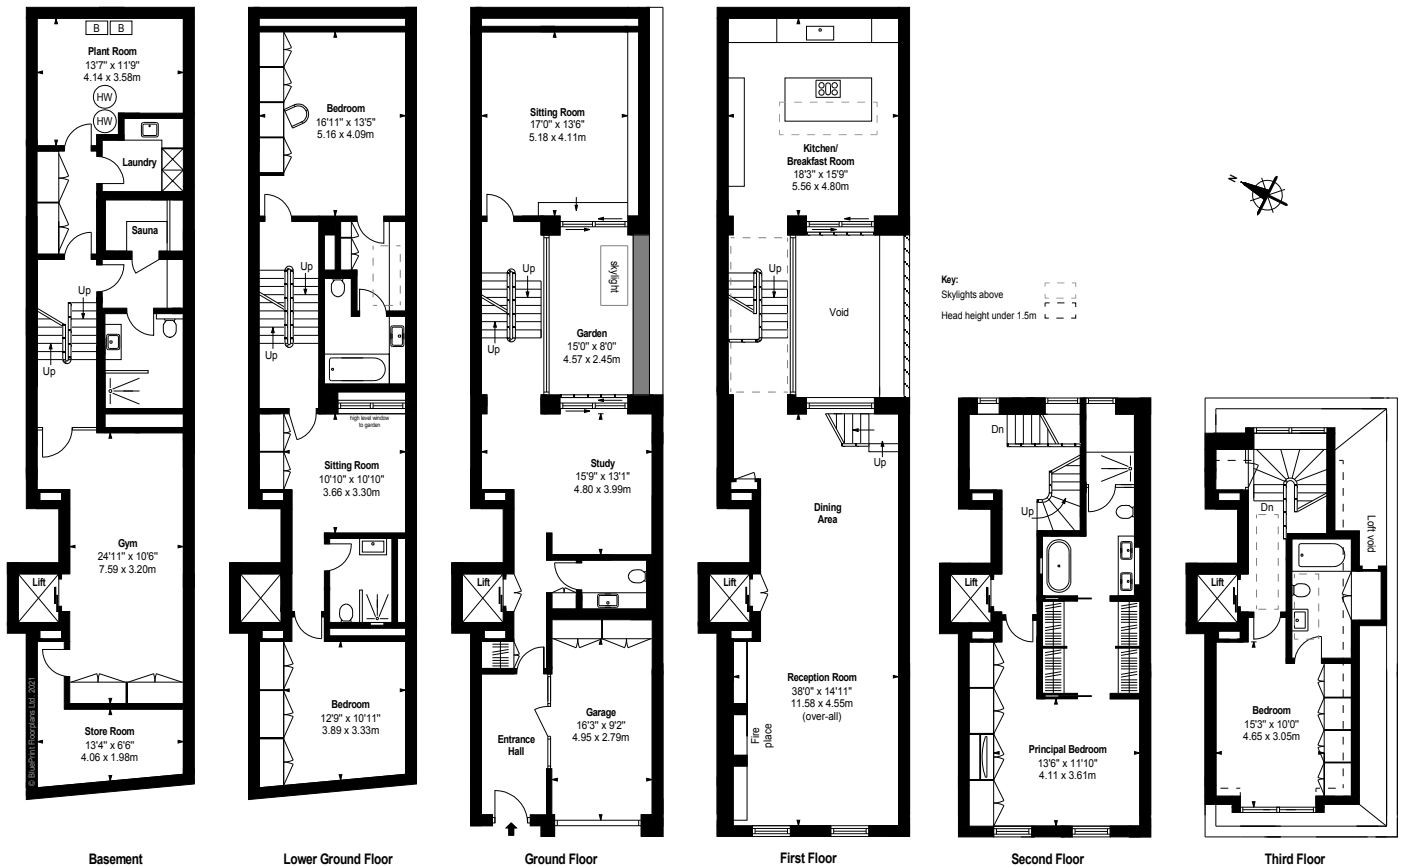 B B
Plant Room
13'7" x 11'9"
4.14 x 3.58m
HW
HW
Laundry
Sauna
Up
Up
Gym
24'11" x 10'6"
7.59 x 3.20m
Lift
Store Room
13'4" x 6'6"
4.06 x 1.98m
© BluePrint Floorplans Ltd. 2021
Basement
Bedroom
16'11" x 13'5"
5.16 x 4.09m
Up
Up
high level window
to garden
Sitting Room
10'10" x 10'10"
3.66 x 3.30m
Bedroom
12'9" x 10'11"
3.89 x 3.33m
Lower Ground Floor
Sitting Room
17'0" x 13'6"
5.18 x 4.11m
skylight
Up
Up
Garden
15'0" x 8'0"
4.57 x 2.45m
Study
15'9" x 13'1"
4.80 x 3.99m
Lift
Garage
16'3" x 9'2"
4.95 x 2.79m
Entrance
Hall
Ground Floor
Kitchen/
Breakfast Room
18'3" x 15'9"
5.56 x 4.80m
Up
Void
Up
Dining
Area
Lift
Reception Room
38'0" x 14'11"
11.58 x 4.55m
(over-all)
Fire
place
First Floor
N
Key:
Skylights above
Head height under 1.5m
Dn
Up
Lift
Principal Bedroom
13'6" x 11'10"
4.11 x 3.61m
Second Floor
Dn
Loft void
Lift
Bedroom
15'3" x 10'0"
4.65 x 3.05m
Third Floor